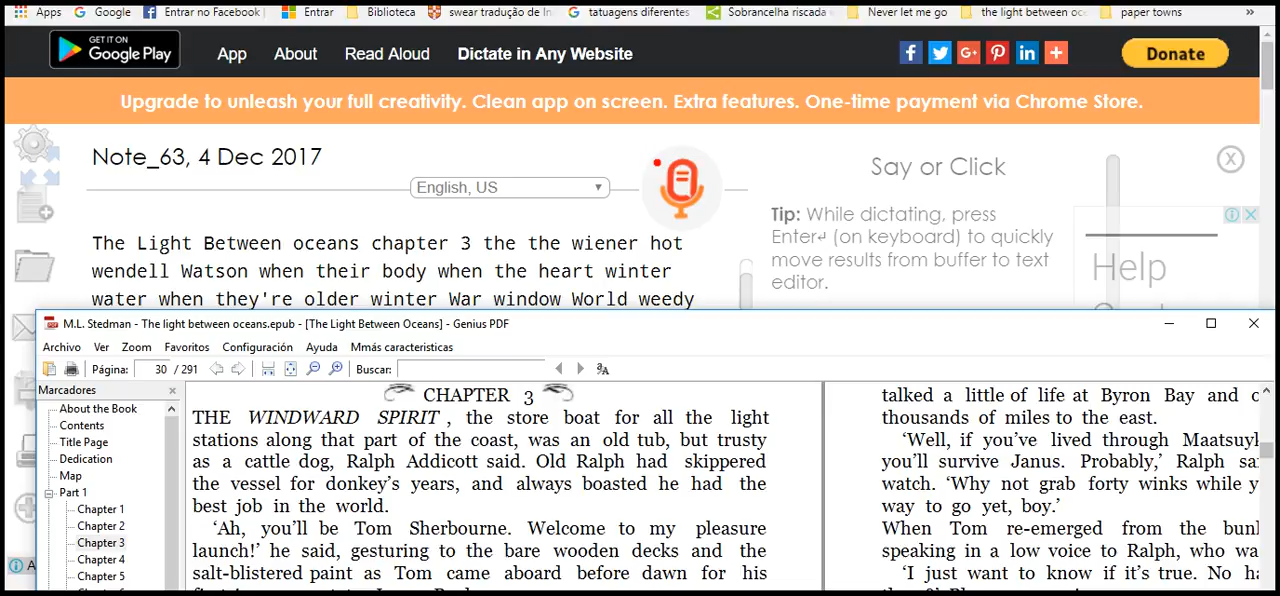 Apps Google Entrar no Facebook Entrar Biblioteca swear tradução de In tatuagens diferentes Sobrancelha riscada Never let me go the light between oc paper towns »
GET IT ON
Google Play
App About Read Aloud Dictate in Any Website
Donate
Upgrade to unleash your full creativity. Clean app on screen. Extra features. One-time payment via Chrome Store.
Note_63, 4 Dec 2017
English, US
Say or Click
Tip: While dictating, press
Enter↵ (on keyboard) to quickly
move results from buffer to text
editor.
Help
The Light Between oceans chapter 3 the the wiener hot
wendell Watson when their body when the heart winter
water when they're older winter War window World weedy
M.L. Stedman - The light between oceans.epub - [The Light Between Oceans] - Genius PDF
Archivo Ver Zoom Favoritos Configuración Ayuda Mmás características
Página: 30 / 291 Buscar:
Marcadores
About the Book
Contents
Title Page
Dedication
Map
Part 1
Chapter 1
Chapter 2
Chapter 3
Chapter 4
Chapter 5
CHAPTER 3
THE WINDWARD SPIRIT , the store boat for all the light
stations along that part of the coast, was an old tub, but trusty
as a cattle dog, Ralph Addicott said. Old Ralph had skippered
the vessel for donkey's years, and always boasted he had the
best job in the world.
‘Ah, you'll be Tom Sherbourne. Welcome to my pleasure
launch!’ he said, gesturing to the bare wooden decks and the
salt-blistered paint as Tom came aboard before dawn for his
talked a little of life at Byron Bay and
thousands of miles to the east.
‘Well, if you've lived through Maatsuyk
you'll survive Janus. Probably,’ Ralph sa
watch. ‘Why not grab forty winks while y
way to go yet, boy.’
When Tom re-emerged from the bun
speaking in a low voice to Ralph, who wa
‘I just want to know if it's true. No ha